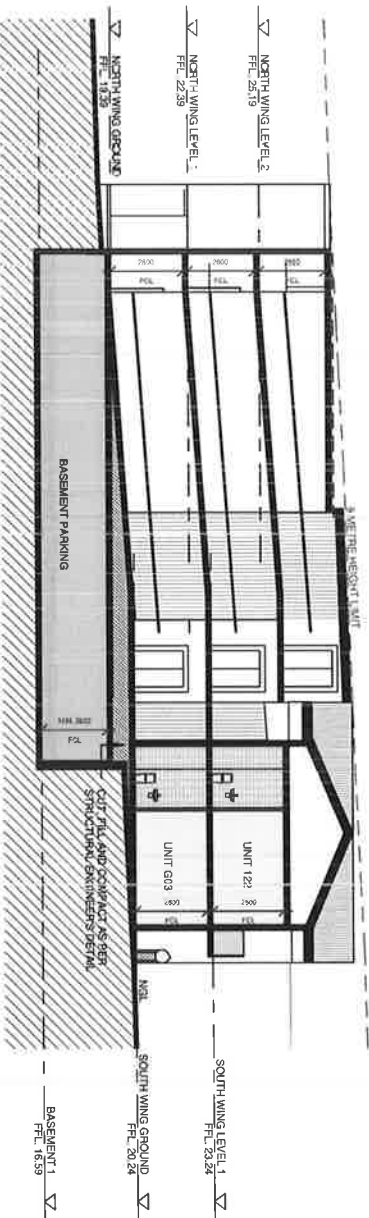 NORTH WING LEVEL 2
FFL. 25,19
NORTH WING LEVEL 1
FFL. 22,39
NORTH WING GROUND
FFL. 19,39
9 METRE HEIGHT LIMIT
2600
FCL
2600
FCL
2600
FCL
BASEMENT PARKING
FCL
UNIT 122
2600
FCL
UNIT G03
2600
FCL
CUT, FILL AND COMPACT AS PER
STRUCTURAL ENGINEER'S DETAIL
NGL
SOUTH WING LEVEL 1
FFL. 23.24
SOUTH WING GROUND
FFL. 20.24
BASEMENT 1
FFL. 16.59